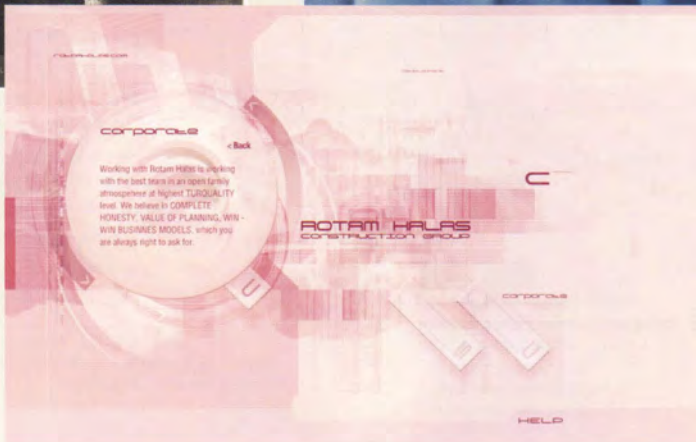 corporate
< Back
Working with Rotam Halas is working
with the best team in an open family
atmospehere at highest TURQUALITY
level. We believe in COMPLETE
HONESTY, VALUE OF PLANNING, WIN -
WIN BUSINNES MODELS, which you
are always right to ask for.
C
ROTAM HALAS
CONSTRUCTION GROUP
corporate
HELP